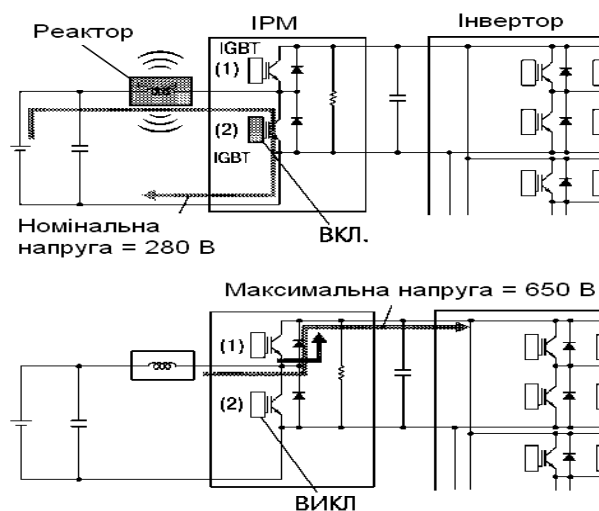 Реактор
IPM
Інвертор
IGBT
(1)
(2)
IGBT
Номінальна
напруга = 280 В
ВКЛ.
Максимальна напруга = 650 В
(1)
(2)
ВИКЛ